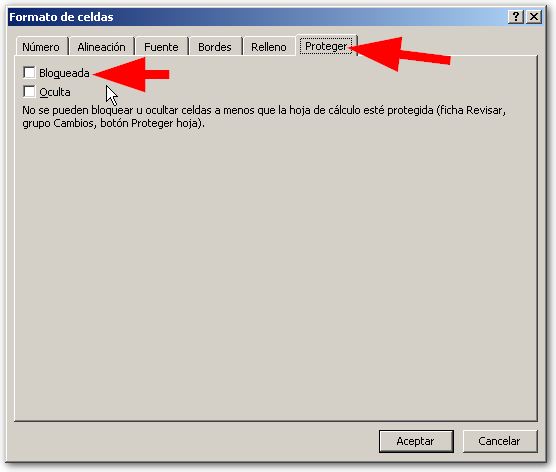 Formato de celdas
Número Alineación Fuente Bordes Relleno Proteger
Bloqueada
Oculta
No se pueden bloquear u ocultar celdas a menos que la hoja de cálculo esté protegida (ficha Revisar,
grupo Cambios, botón Proteger hoja).
Aceptar Cancelar